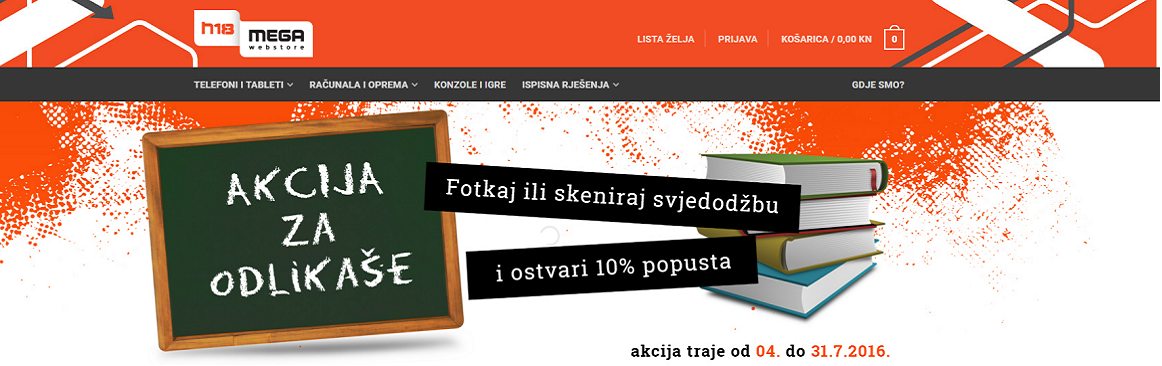 h18
MEGA
webstore
LISTA ŽELJA
PRIJAVA
KOŠARICA / 0,00 KN
0
TELEFONI I TABLETI
RAČUNALA I OPREMA
KONZOLE I IGRE
ISPISNA RJEŠENJA
GDJE SMO?
AKCIJA
ZA
ODLiKAŠE
Fotkaj ili skeniraj svjedodžbu
i ostvari 10% popusta
akcija traje od 04. do 31.7.2016.